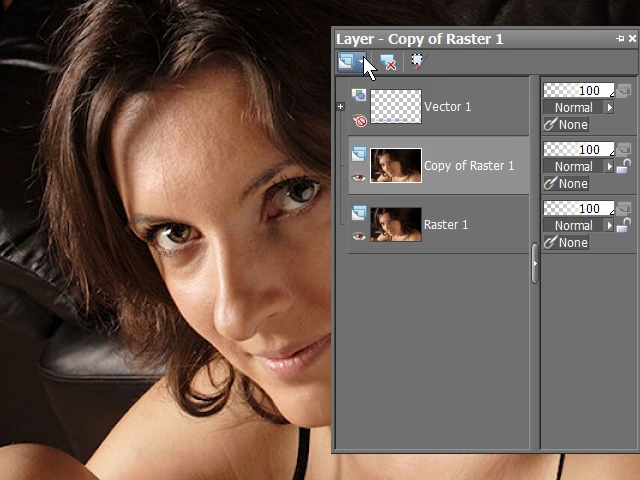 Layer - Copy of Raster 1
Vector 1
100
Normal
None
Copy of Raster 1
100
Normal
None
Raster 1
100
Normal
None